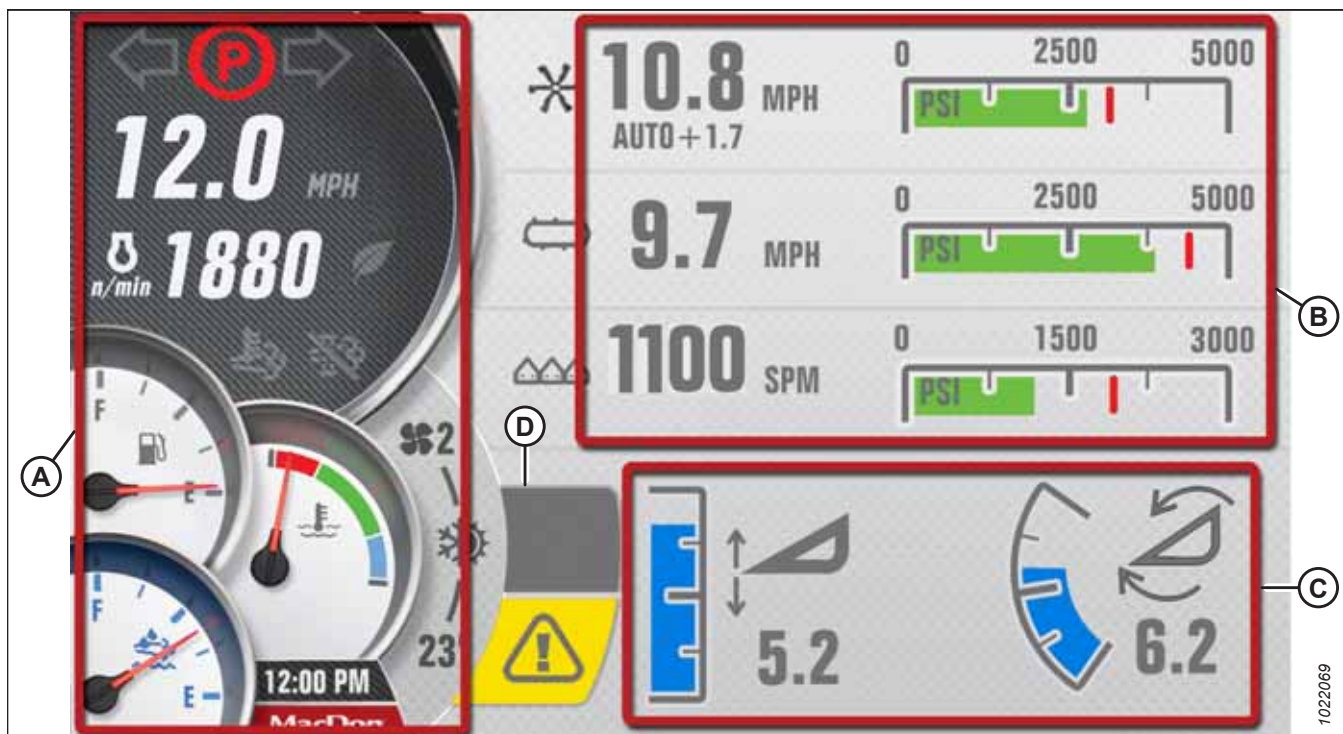 P
12.0 MPH
n/min 1880
F
E
F
E
2
23°
12:00 PM
MacDon
10.8 MPH
AUTO+1.7
0 2500 5000
PSI
9.7 MPH
0 2500 5000
PSI
1100 SPM
0 1500 3000
PSI
5.2
6.2
A
B
C
D
1022069